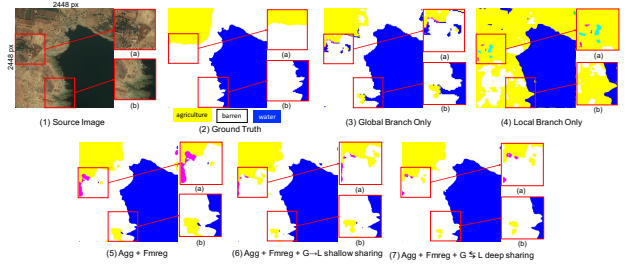 2448 px
2448 px
(a)
(a)
(a)
(a)
(b)
(b)
(b)
(b)
agriculture
barren
water
(1) Source Image
(2) Ground Truth
(3) Global Branch Only
(4) Local Branch Only
(a)
(a)
(a)
(b)
(b)
(b)
(5) Agg + Fmreg
(6) Agg + Fmreg + G→L shallow sharing
(7) Agg + Fmreg + G ⇆ L deep sharing